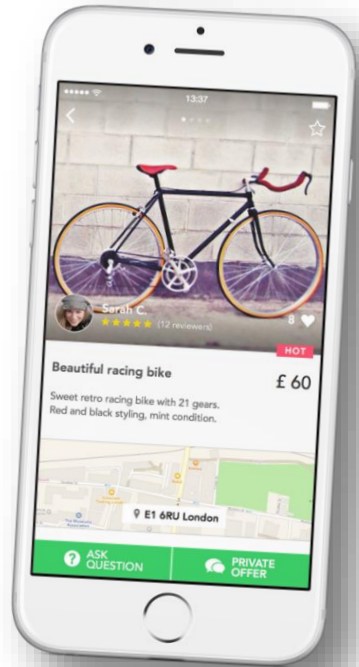 13:37
Sarah C.
(12 reviewers)
8
HOT
Beautiful racing bike
£ 60
Sweet retro racing bike with 21 gears.
Red and black styling, mint condition.
E1 6RU London
ASK
QUESTION
PRIVATE
OFFER